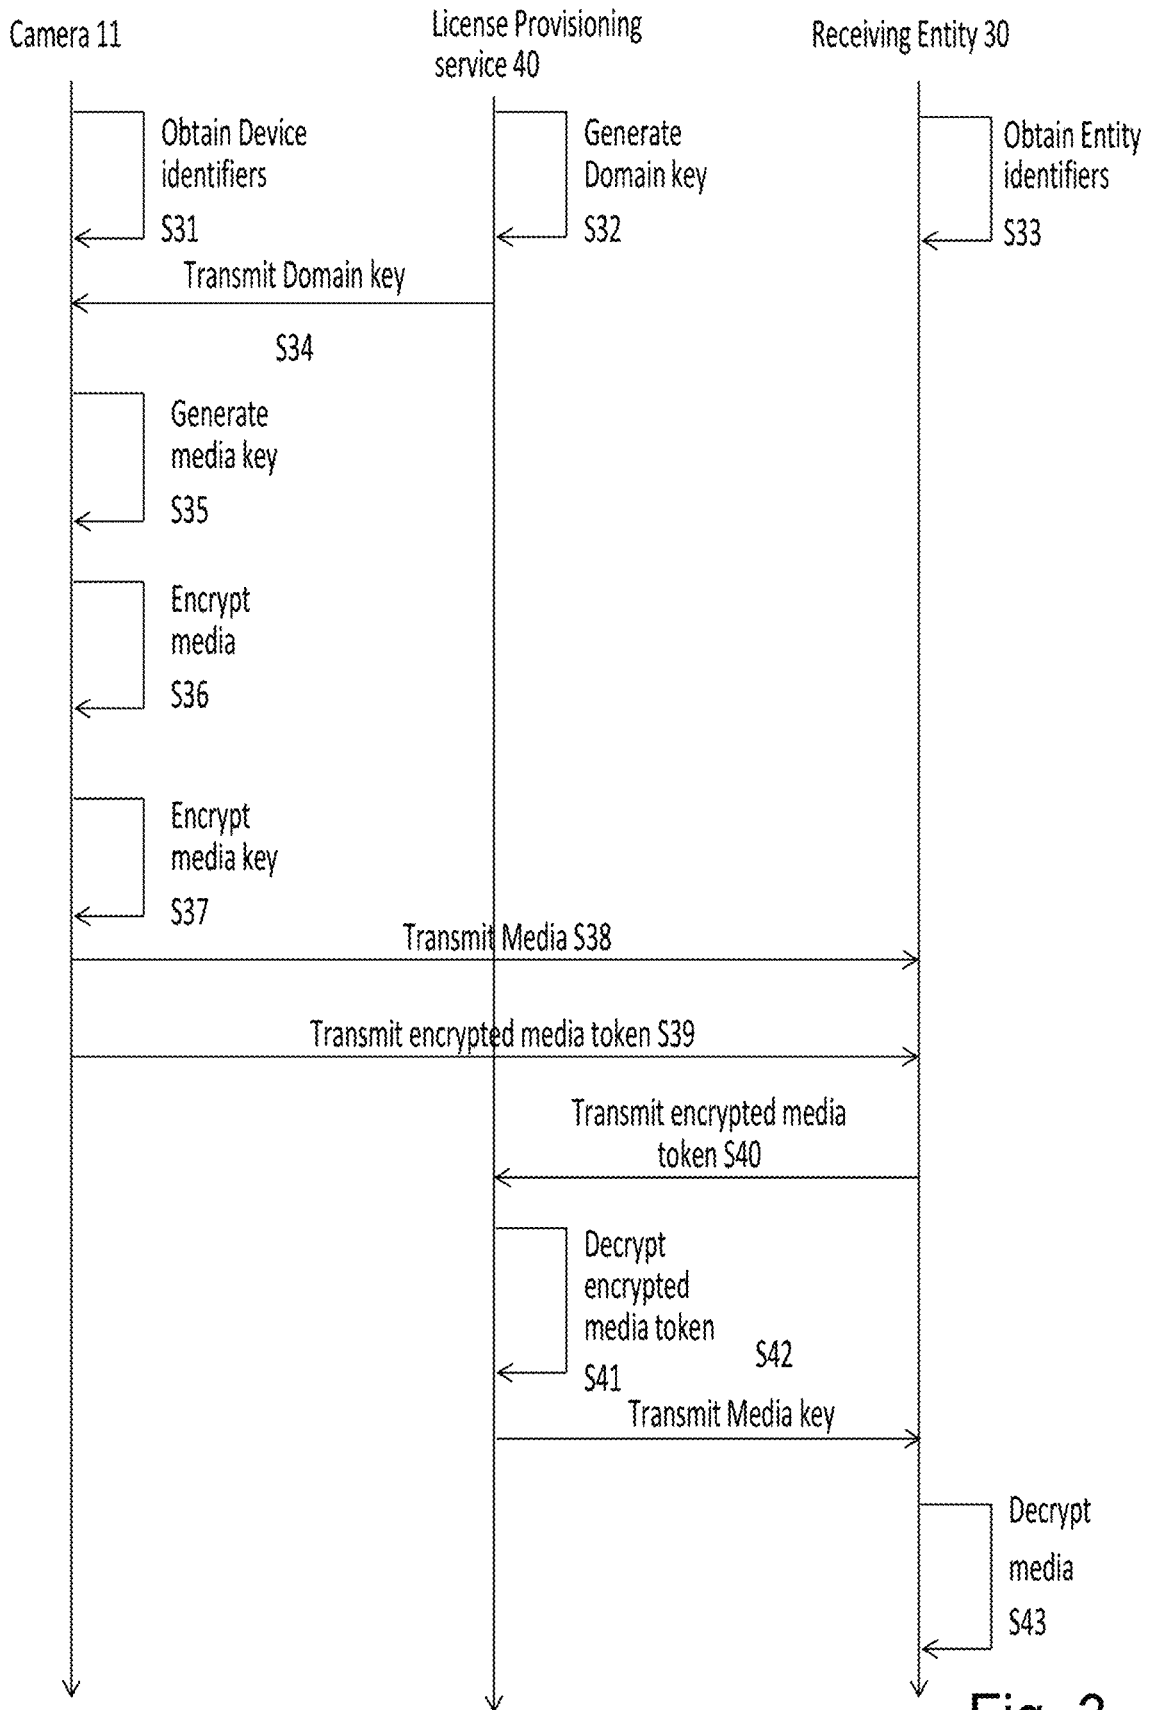 Camera 11
License Provisioning
service 40
Receiving Entity 30
Obtain Device
identifiers
S31
Generate
Domain key
S32
Obtain Entity
identifiers
S33
Transmit Domain key
S34
Generate
media key
S35
Encrypt
media
S36
Encrypt
media key
S37
Transmit Media S38
Transmit encrypted media token S39
Transmit encrypted media
token S40
Decrypt
encrypted
media token
S41
S42
Transmit Media key
Decrypt
media
S43